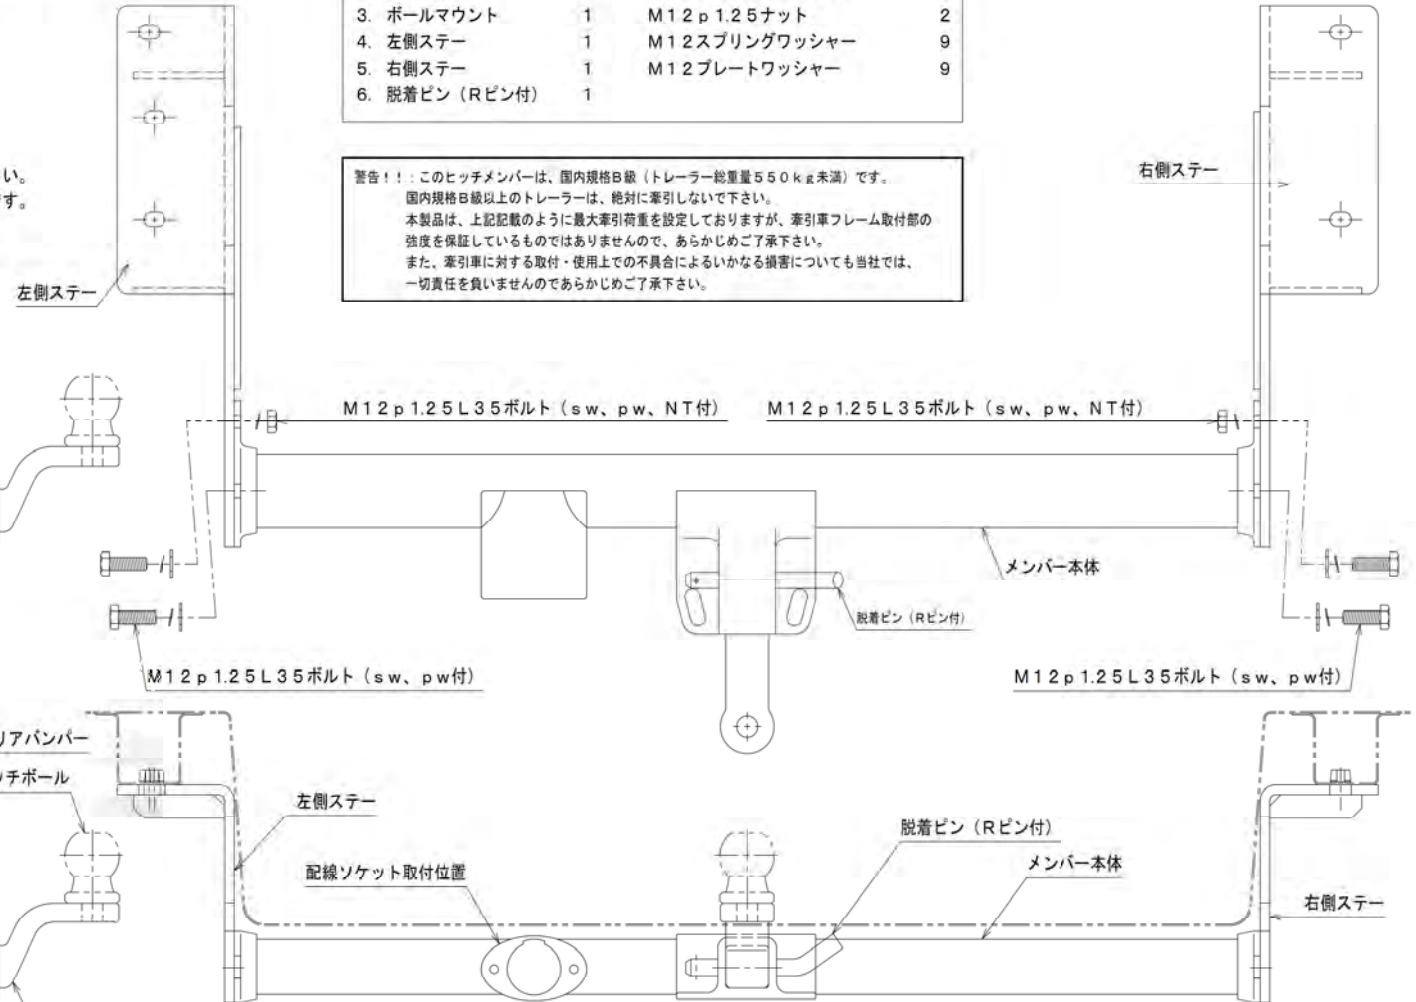 3. ボールマウント 1 M12p1.25ナット 2
4. 左側ステー 1 M12スプリングワッシャー 9
5. 右側ステー 1 M12プレートワッシャー 9
6. 脱着ピン（Rピン付） 1
い。
す。
警告！！：このヒッチメンバーは、国内規格B級（トレーラー総重量550kg未満）です。
国内規格B級以上のトレーラーは、絶対に牽引しないで下さい。
本製品は、上記記載のように最大牽引荷重を設定しておりますが、牽引車フレーム取付部の
強度を保証しているものではありませんので、あらかじめご了承下さい。
また、牽引車に対する取付・使用上での不具合によるいかなる損害についても当社では、
一切責任を負いませんのであらかじめご了承下さい。
右側ステー
左側ステー
M12p1.25L35ボルト（sw、pw、NT付） M12p1.25L35ボルト（sw、pw、NT付）
メンバー本体
脱着ピン（Rピン付）
M12p1.25L35ボルト（sw、pw付） M12p1.25L35ボルト（sw、pw付）
リアバンパー
ッチボール
左側ステー
脱着ピン（Rピン付）
配線ソケット取付位置
メンバー本体
右側ステー